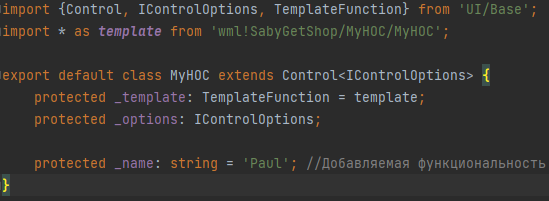 import {Control, IControlOptions, TemplateFunction} from 'UI/Base';
import * as template from 'wml!SabyGetShop/MyHOC/MyHOC';
export default class MyHOC extends Control<IControlOptions> {
protected _template: TemplateFunction = template;
protected _options: IControlOptions;
protected _name: string = 'Paul'; //Добавляемая функциональность
}